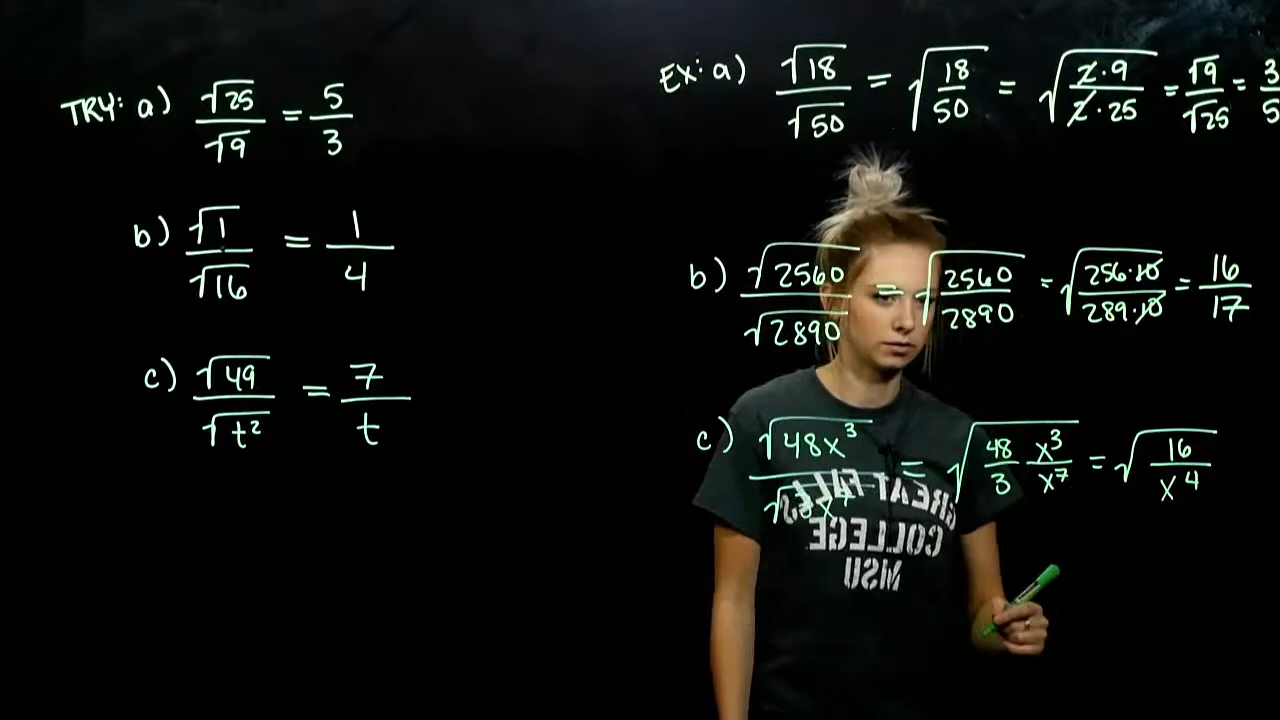 TRY: a) √25/√9 = 5/3
b) √1/√16 = 1/4
c) √49/√t² = 7/t
EX: a) √18/√50 = √(18/50) = √(2·9/2·25) = √9/√25 = 3/5
b) √2560/√2890 = √(2560/2890) = √(256·10/289·10) = 16/17
c) √48x³/√3x⁷ = √(48/3 x³/x⁷) = √(16/x⁴)
GREAT FALLS
COLLEGE
MSU